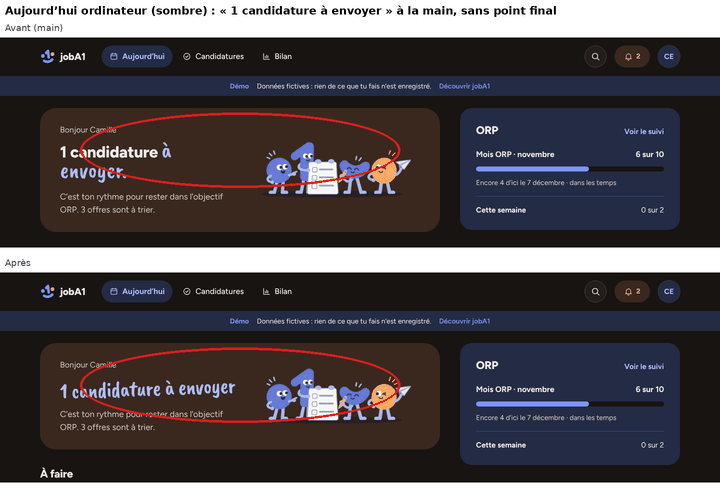 Aujourd’hui ordinateur (sombre) : « 1 candidature à envoyer » à la main, sans point final
Avant (main)
jobA1 Aujourd'hui Candidatures Bilan 2 CE
Démo Données fictives : rien de ce que tu fais n'est enregistré. Découvrir jobA1
Bonjour Camille
1 candidature à
envoyer.
C'est ton rythme pour rester dans l'objectif
ORP. 3 offres sont à trier.
ORP Voir le suivi
Mois ORP · novembre 6 sur 10
Encore 4 d'ici le 7 décembre · dans les temps
Cette semaine 0 sur 2
Après
jobA1 Aujourd'hui Candidatures Bilan 2 CE
Démo Données fictives : rien de ce que tu fais n'est enregistré. Découvrir jobA1
Bonjour Camille
1 candidature à envoyer
C'est ton rythme pour rester dans l'objectif
ORP. 3 offres sont à trier.
ORP Voir le suivi
Mois ORP · novembre 6 sur 10
Encore 4 d'ici le 7 décembre · dans les temps
Cette semaine 0 sur 2
À faire